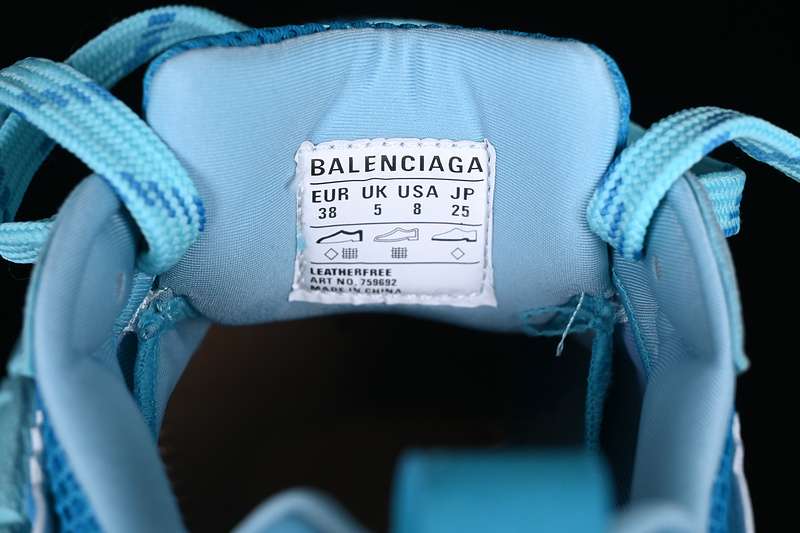 BALENCIAGA
EUR UK USA JP
38 5 8 25
LEATHERFREE
ART NO. 759692
MADE IN CHINA